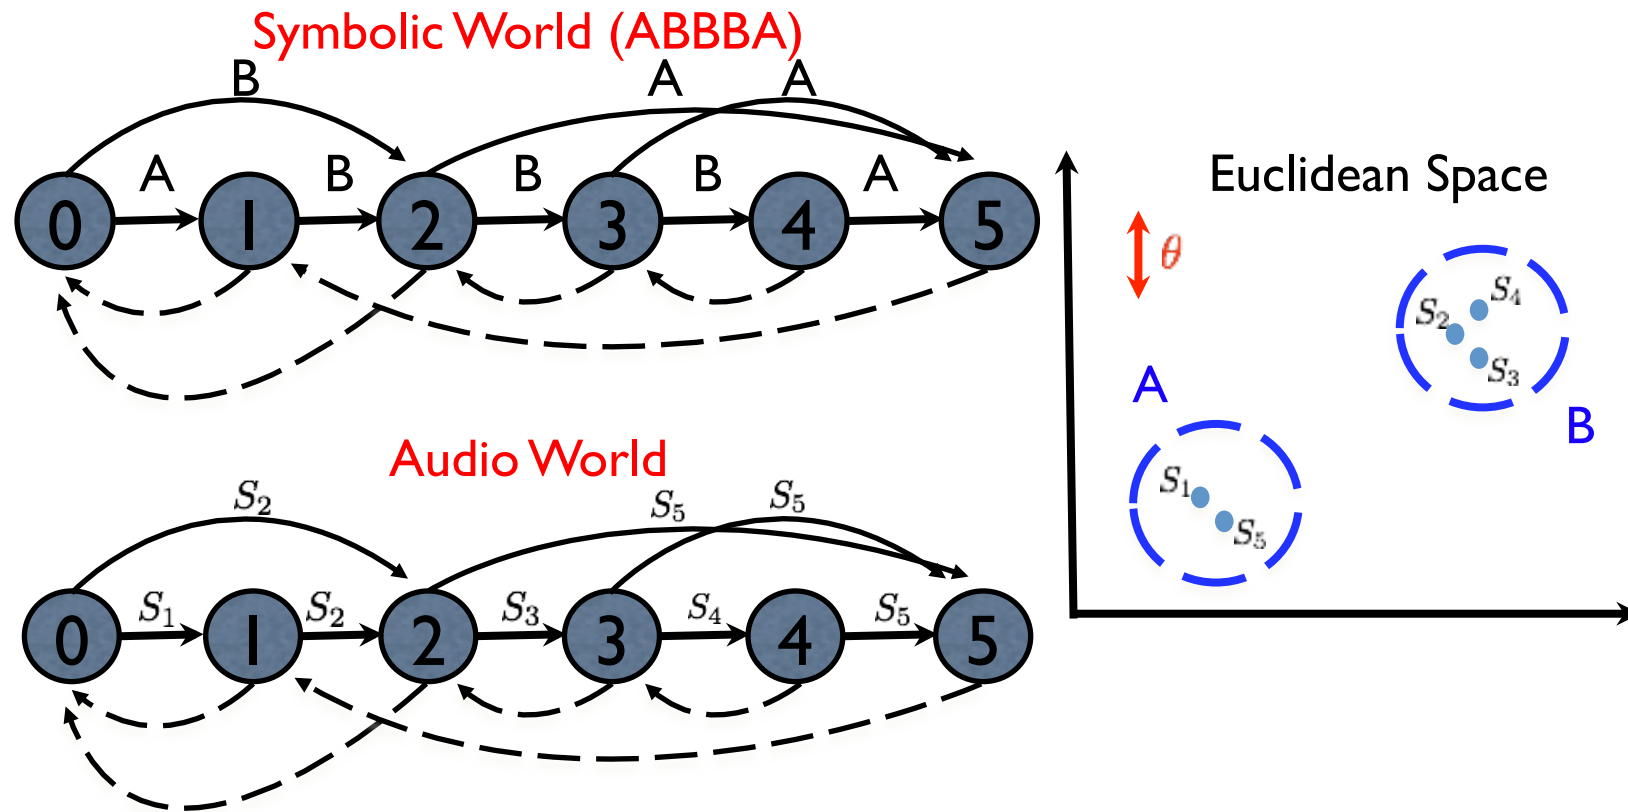 Symbolic World (ABBBA)
B A A
A B B B A
0 1 2 3 4 5
Audio World
S₂ S₅ S₅
S₁ S₂ S₃ S₄ S₅
0 1 2 3 4 5
Euclidean Space
θ
S₄
S₂
S₃
A
B
S₁
S₅